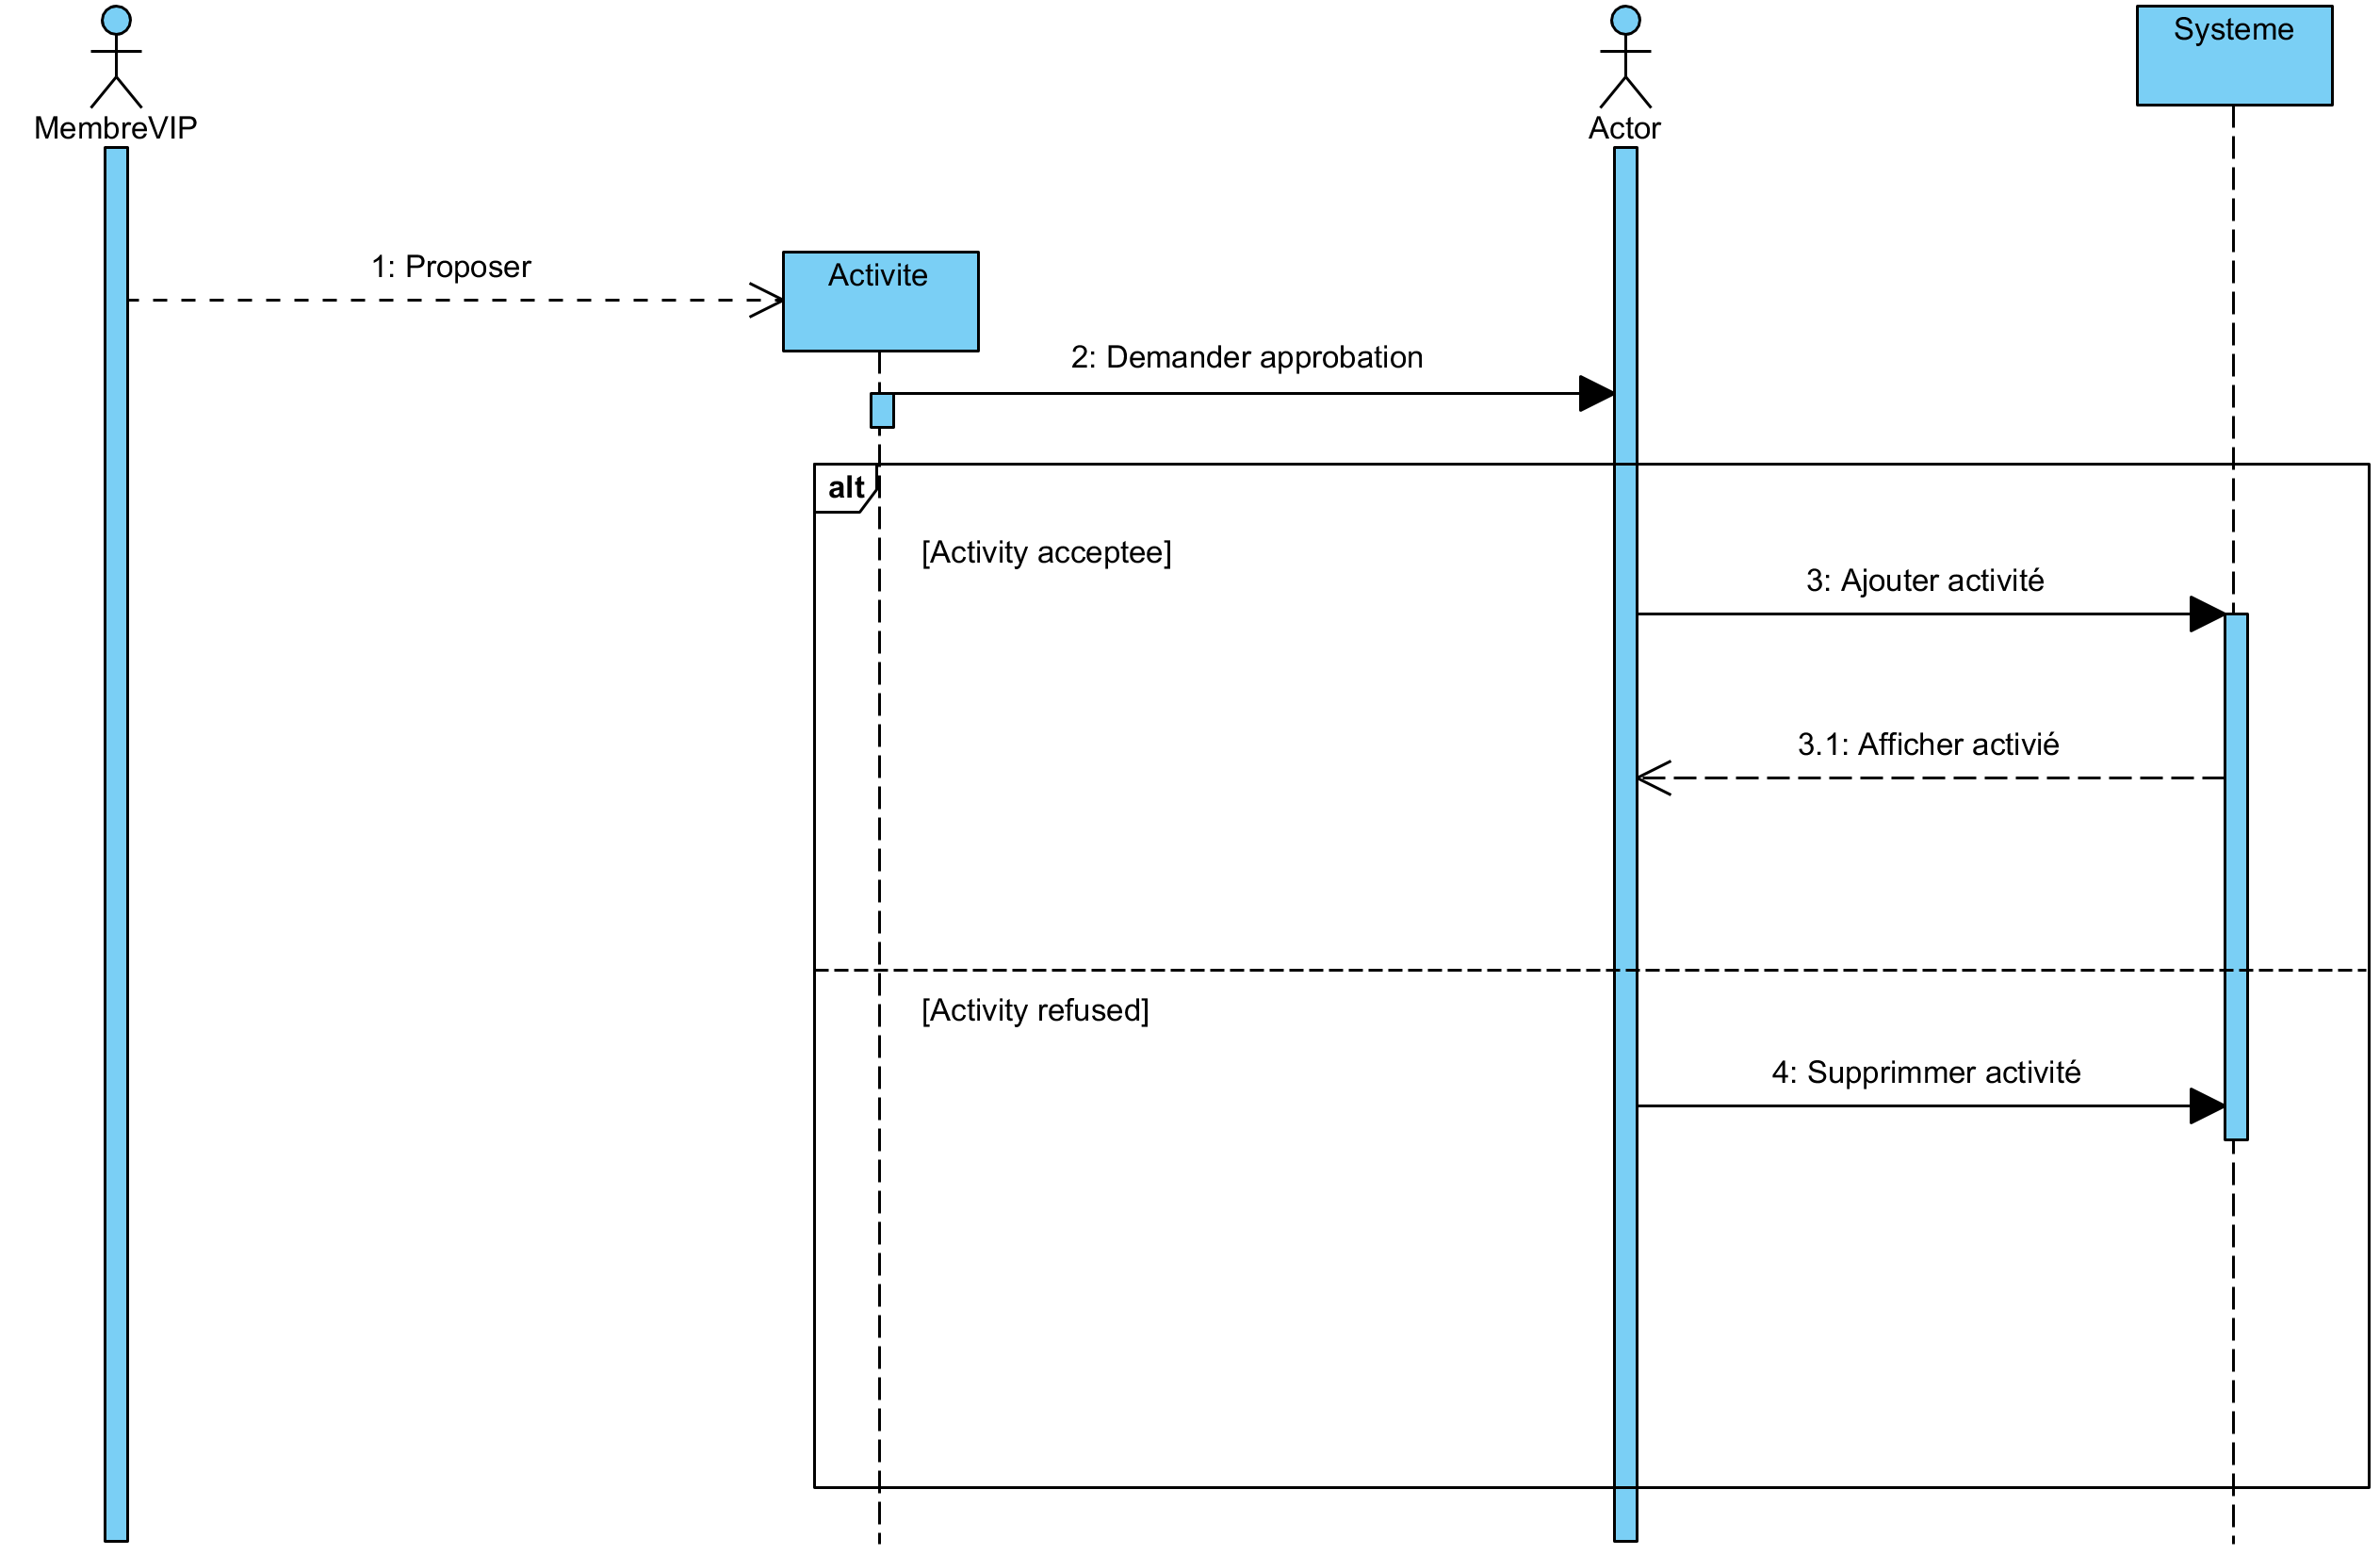 MembreVIP
Actor
Systeme
1: Proposer
Activite
2: Demander approbation
alt
[Activity acceptee]
3: Ajouter activité
3.1: Afficher activié
[Activity refused]
4: Supprimmer activité